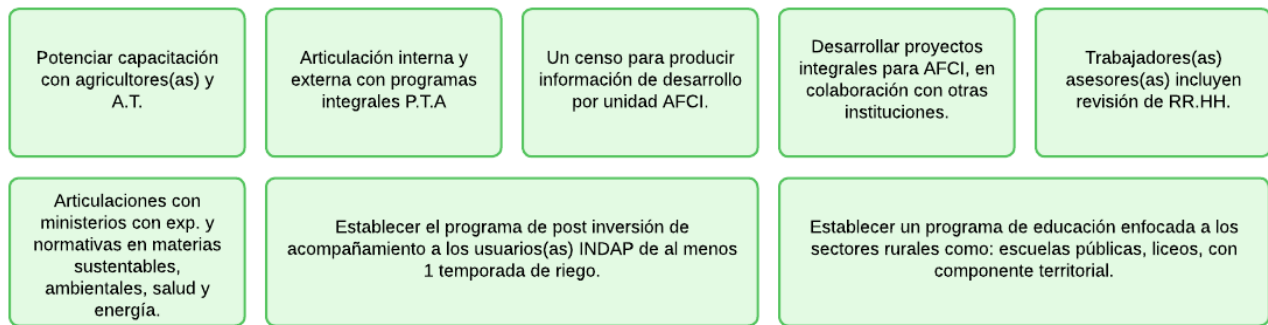 Potenciar capacitación
con agricultores(as) y
A.T.
Articulación interna y
externa con programas
integrales P.T.A
Un censo para producir
información de desarrollo
por unidad AFCI.
Desarrollar proyectos
integrales para AFCI, en
colaboración con otras
instituciones.
Trabajadores(as)
asesores(as) incluyen
revisión de RR.HH.
Articulaciones con
ministerios con exp. y
normativas en materias
sustentables,
ambientales, salud y
energía.
Establecer el programa de post inversión de
acompañamiento a los usuarios(as) INDAP de al menos
1 temporada de riego.
Establecer un programa de educación enfocada a los
sectores rurales como: escuelas públicas, liceos, con
componente territorial.